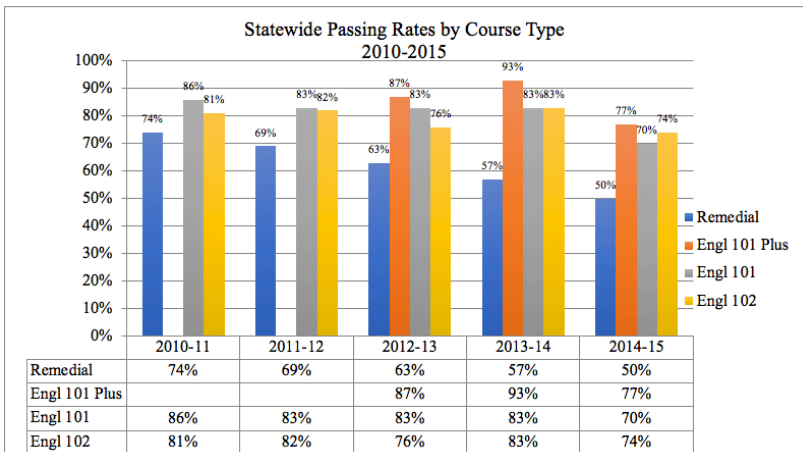 Statewide Passing Rates by Course Type
2010-2015
100%
90%
80%
70%
60%
50%
40%
30%
20%
10%
0%
74% 86% 81%
69% 83% 82%
63% 87% 83% 76%
57% 93% 83% 83%
50% 77% 70% 74%
Remedial
Engl 101 Plus
Engl 101
Engl 102
2010-11 2011-12 2012-13 2013-14 2014-15
Remedial 74% 69% 63% 57% 50%
Engl 101 Plus 87% 93% 77%
Engl 101 86% 83% 83% 83% 70%
Engl 102 81% 82% 76% 83% 74%